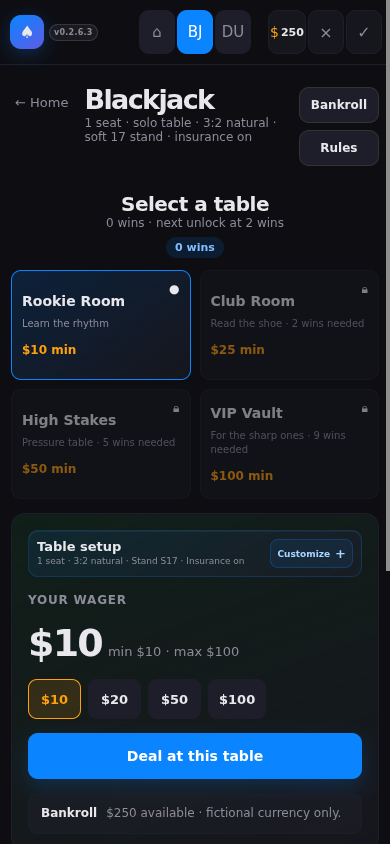 v0.2.6.3
BJ
DU
$ 250
← Home
Blackjack
1 seat · solo table · 3:2 natural ·
soft 17 stand · insurance on
Bankroll
Rules
Select a table
0 wins · next unlock at 2 wins
0 wins
Rookie Room
Learn the rhythm
$10 min
Club Room
Read the shoe · 2 wins needed
$25 min
High Stakes
Pressure table · 5 wins needed
$50 min
VIP Vault
For the sharp ones · 9 wins
needed
$100 min
Table setup
1 seat · 3:2 natural · Stand S17 · Insurance on
Customize +
YOUR WAGER
$10 min $10 · max $100
$10
$20
$50
$100
Deal at this table
Bankroll $250 available · fictional currency only.